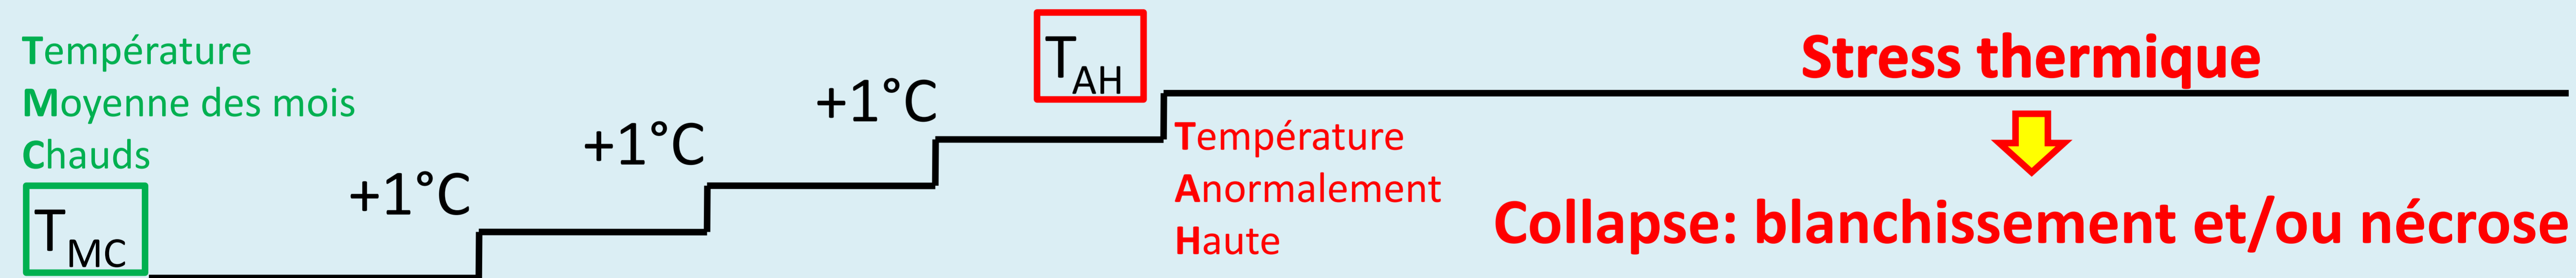 Température
Moyenne des mois
Chauds
TMC
+1°C
+1°C
+1°C
TAH
Température
Anormalement
Haute
Stress thermique
Collapse: blanchissement et/ou nécrose